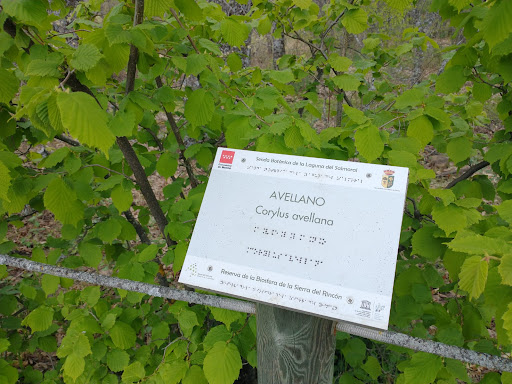 Senda Botánica de la Laguna del Salmoral
AVELLANO
Corylus avellana
Reserva de la Biosfera de la Sierra del Rincón